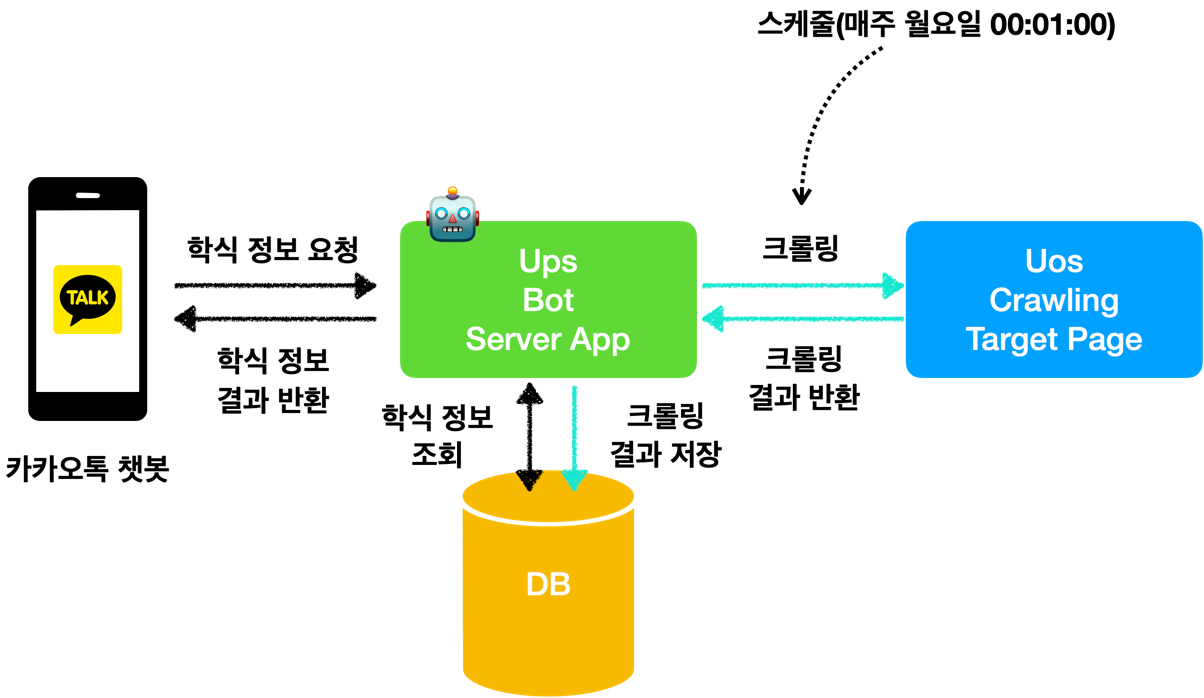 스케줄(매주 월요일 00:01:00)
학식 정보 요청
TALK
학식 정보
결과 반환
카카오톡 챗봇
Ups
Bot
Server App
크롤링
크롤링
결과 반환
Uos
Crawling
Target Page
학식 정보
조회
크롤링
결과 저장
DB